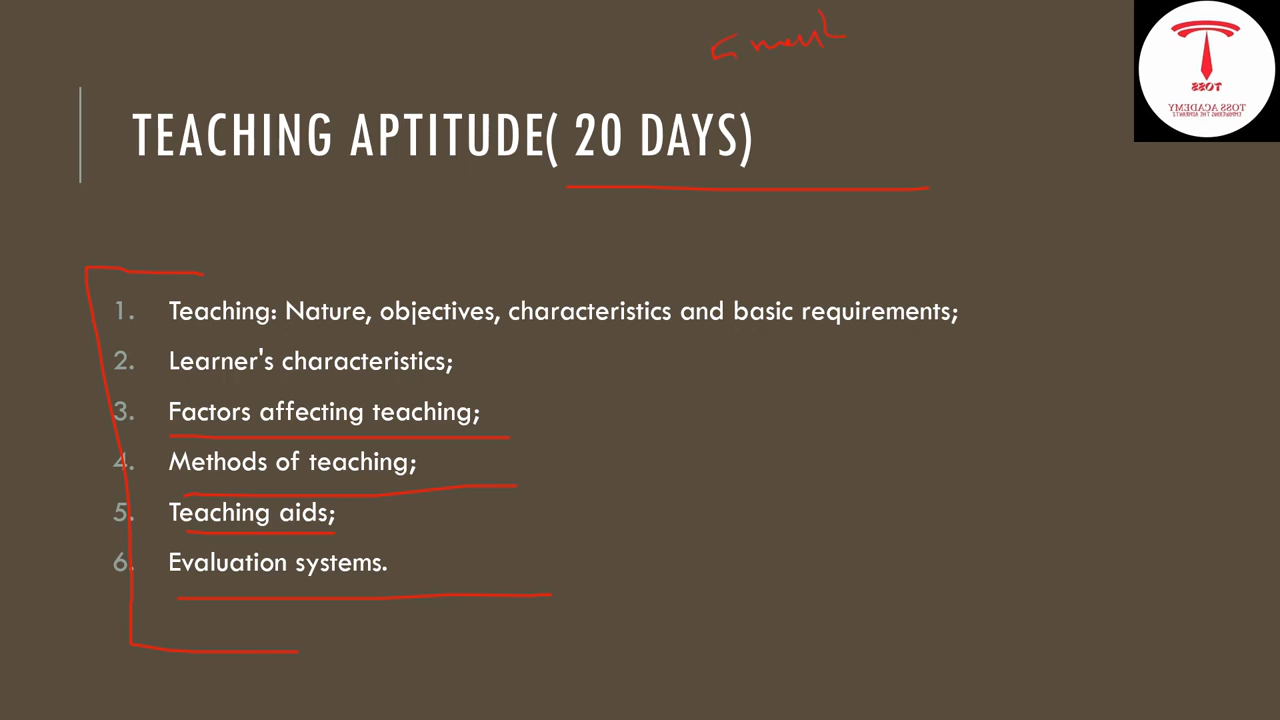 TEACHING APTITUDE( 20 DAYS)
1. Teaching: Nature, objectives, characteristics and basic requirements;
2. Learner's characteristics;
3. Factors affecting teaching;
4. Methods of teaching;
5. Teaching aids;
6. Evaluation systems.
TOSS
TOSS ACADEMY